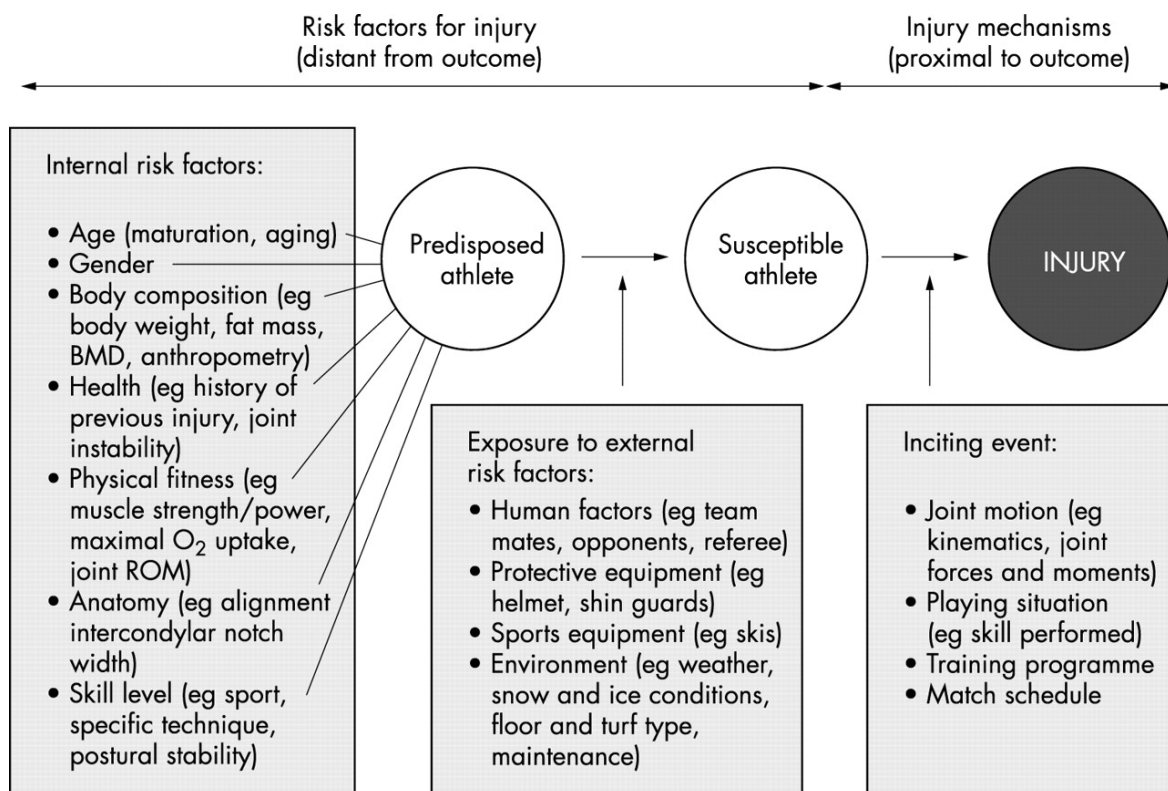 Risk factors for injury
(distant from outcome)
Injury mechanisms
(proximal to outcome)
Internal risk factors:
• Age (maturation, aging)
• Gender
• Body composition (eg
body weight, fat mass,
BMD, anthropometry)
• Health (eg history of
previous injury, joint
instability)
• Physical fitness (eg
muscle strength/power,
maximal O₂ uptake,
joint ROM)
• Anatomy (eg alignment
intercondylar notch
width)
• Skill level (eg sport,
specific technique,
postural stability)
Predisposed
athlete
Susceptible
athlete
INJURY
Exposure to external
risk factors:
• Human factors (eg team
mates, opponents, referee)
• Protective equipment (eg
helmet, shin guards)
• Sports equipment (eg skis)
• Environment (eg weather,
snow and ice conditions,
floor and turf type,
maintenance)
Inciting event:
• Joint motion (eg
kinematics, joint
forces and moments)
• Playing situation
(eg skill performed)
• Training programme
• Match schedule